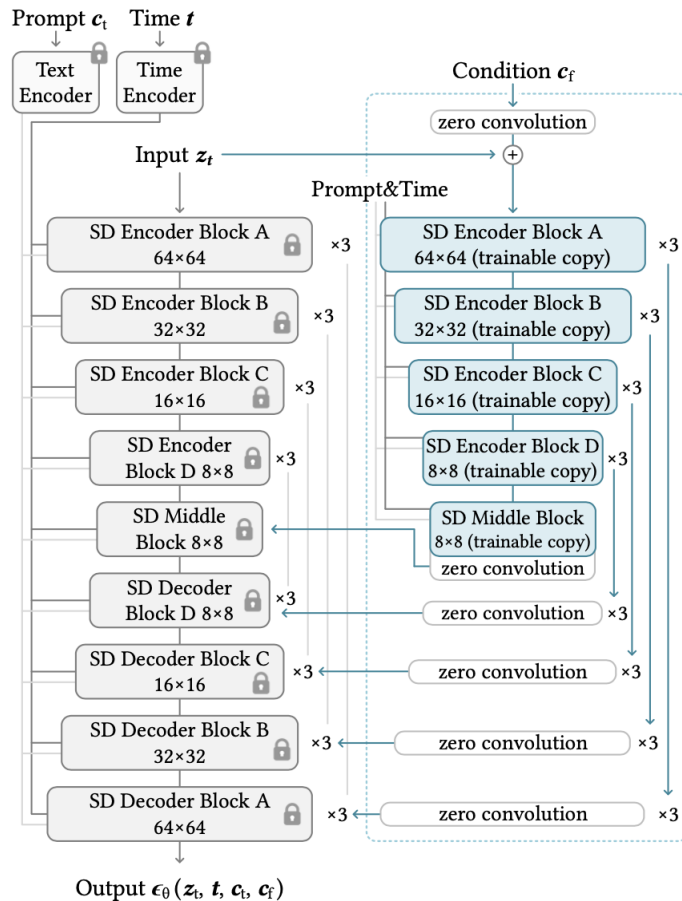 Prompt cₜ
Time t
Text
Encoder
Time
Encoder
Input zₜ
SD Encoder Block A
64×64
×3
SD Encoder Block B
32×32
×3
SD Encoder Block C
16×16
×3
SD Encoder
Block D 8×8
×3
SD Middle
Block 8×8
SD Decoder
Block D 8×8
×3
SD Decoder Block C
16×16
×3
SD Decoder Block B
32×32
×3
SD Decoder Block A
64×64
×3
Output ϵθ(zₜ, t, cₜ, c_f)
Condition c_f
zero convolution
+
Prompt&Time
SD Encoder Block A
64×64 (trainable copy)
×3
SD Encoder Block B
32×32 (trainable copy)
×3
SD Encoder Block C
16×16 (trainable copy)
×3
SD Encoder Block D
8×8 (trainable copy)
×3
SD Middle Block
8×8 (trainable copy)
zero convolution
zero convolution
×3
zero convolution
×3
zero convolution
×3
zero convolution
×3